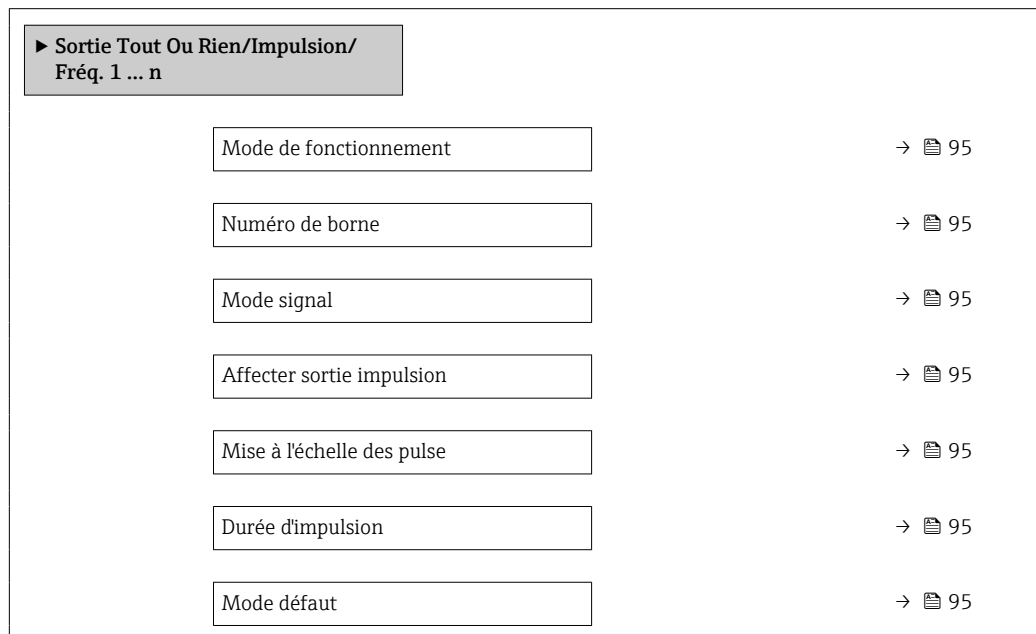 ► Sortie Tout Ou Rien/Impulsion/
Fréq. 1 ... n
Mode de fonctionnement → 95
Numéro de borne → 95
Mode signal → 95
Affecter sortie impulsion → 95
Mise à l'échelle des pulse → 95
Durée d'impulsion → 95
Mode défaut → 95